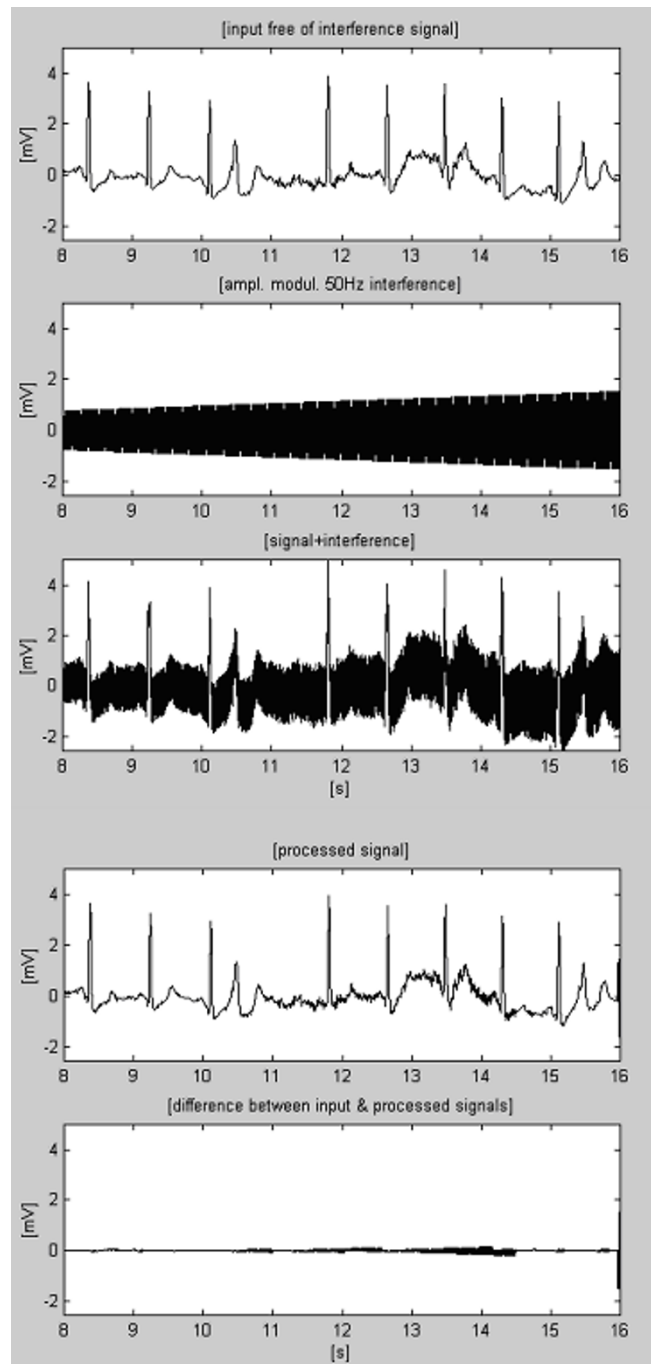 [input free of interference signal]
4
2
0
-2
[mV]
8 9 10 11 12 13 14 15 16
[ampl. modul. 50Hz interference]
4
2
0
-2
[mV]
8 9 10 11 12 13 14 15 16
[signal+interference]
4
2
0
-2
[mV]
8 9 10 11 12 13 14 15 16
[s]
[processed signal]
4
2
0
-2
[mV]
8 9 10 11 12 13 14 15 16
[difference between input & processed signals]
4
2
0
-2
[mV]
8 9 10 11 12 13 14 15 16
[s]